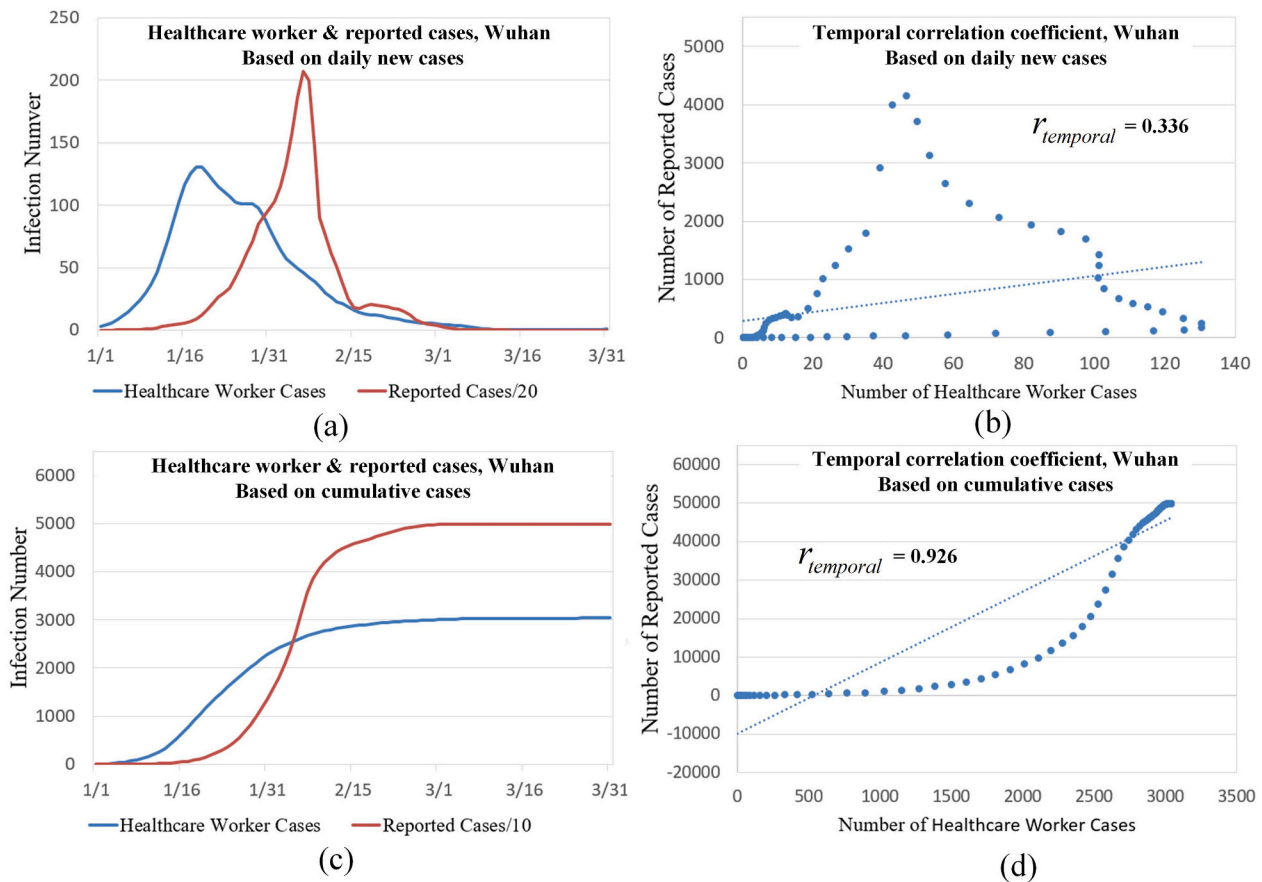 Healthcare worker & reported cases, Wuhan
Based on daily new cases
Infection Numver
250
200
150
100
50
0
1/1 1/16 1/31 2/15 3/1 3/16 3/31
Healthcare Worker Cases Reported Cases/20
(a)
Temporal correlation coefficient, Wuhan
Based on daily new cases
r temporal = 0.336
Number of Reported Cases
5000
4000
3000
2000
1000
0
0 20 40 60 80 100 120 140
Number of Healthcare Worker Cases
(b)
Healthcare worker & reported cases, Wuhan
Based on cumulative cases
Infection Number
6000
5000
4000
3000
2000
1000
0
1/1 1/16 1/31 2/15 3/1 3/16 3/31
Healthcare Worker Cases Reported Cases/10
(c)
Temporal correlation coefficient, Wuhan
Based on cumulative cases
r temporal = 0.926
Number of Reported Cases
60000
50000
40000
30000
20000
10000
0
-10000
-20000
0 500 1000 1500 2000 2500 3000 3500
Number of Healthcare Worker Cases
(d)